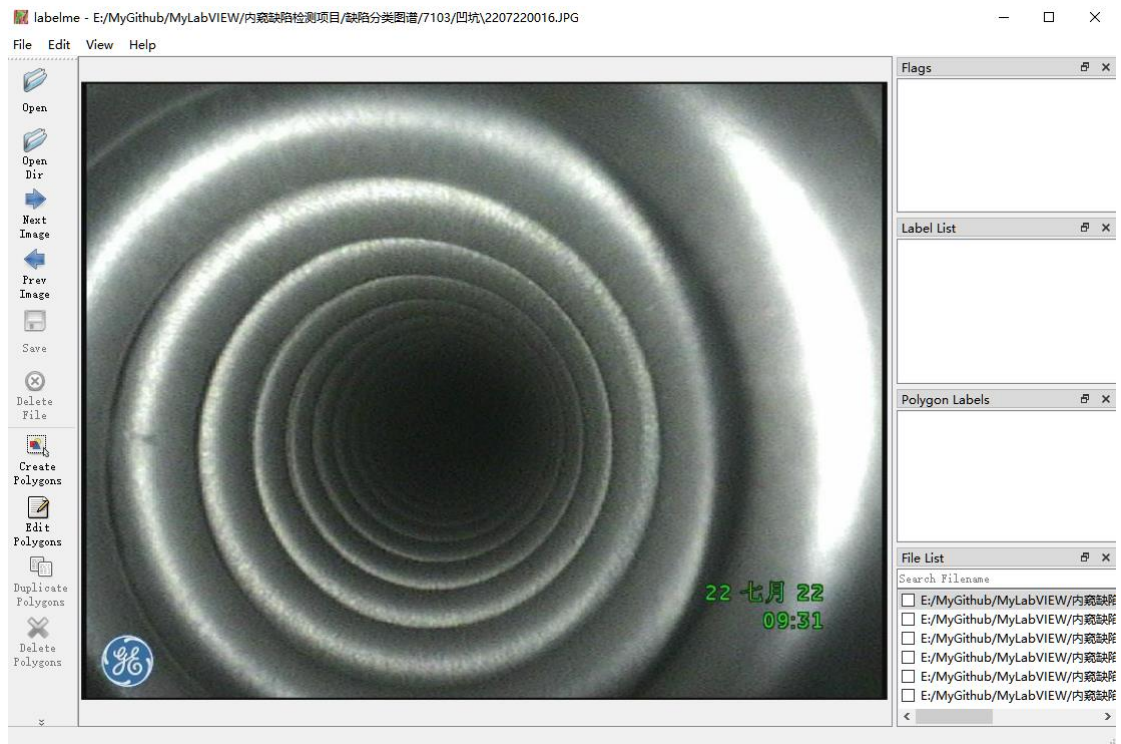 labelme - E:/MyGithub/MyLabVIEW/内窥缺陷检测项目/缺陷分类图谱/7103/凹坑\2207220016.JPG
File Edit View Help
Open
Open
Dir
Next
Image
Prev
Image
Save
Delete
File
Create
Polygons
Edit
Polygons
Duplicate
Polygons
Delete
Polygons
22 七月 22
09:31
GE
Flags
Label List
Polygon Labels
File List
Search Filename
E:/MyGithub/MyLabVIEW/内窥缺陷
E:/MyGithub/MyLabVIEW/内窥缺陷
E:/MyGithub/MyLabVIEW/内窥缺陷
E:/MyGithub/MyLabVIEW/内窥缺陷
E:/MyGithub/MyLabVIEW/内窥缺陷
E:/MyGithub/MyLabVIEW/内窥缺陷